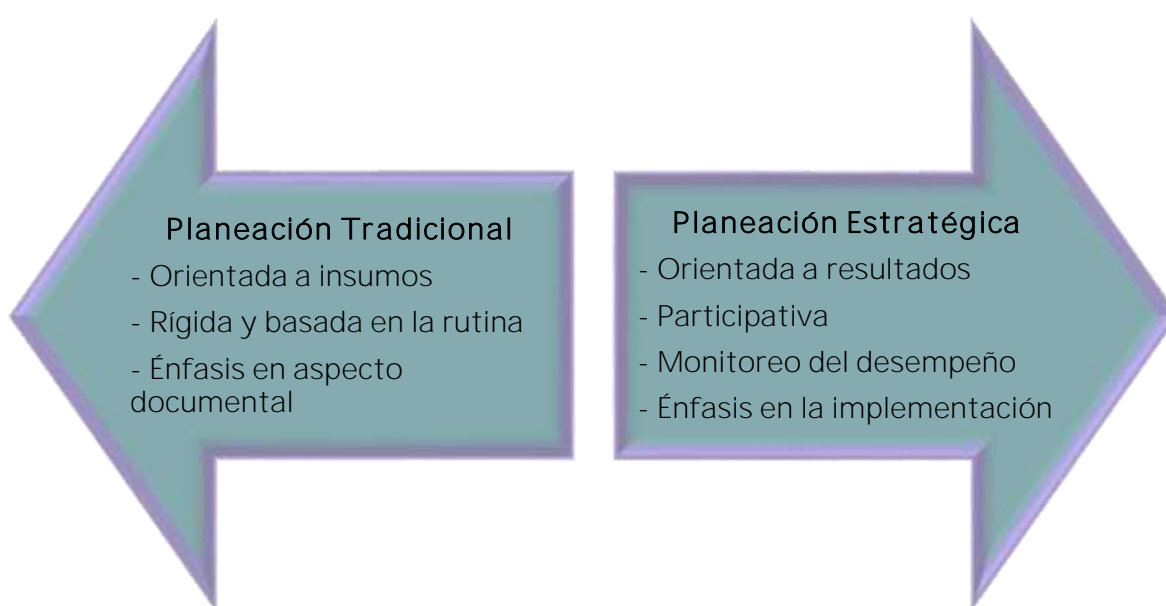 Planeación Tradicional
- Orientada a insumos
- Rígida y basada en la rutina
- Énfasis en aspecto
documental
Planeación Estratégica
- Orientada a resultados
- Participativa
- Monitoreo del desempeño
- Énfasis en la implementación